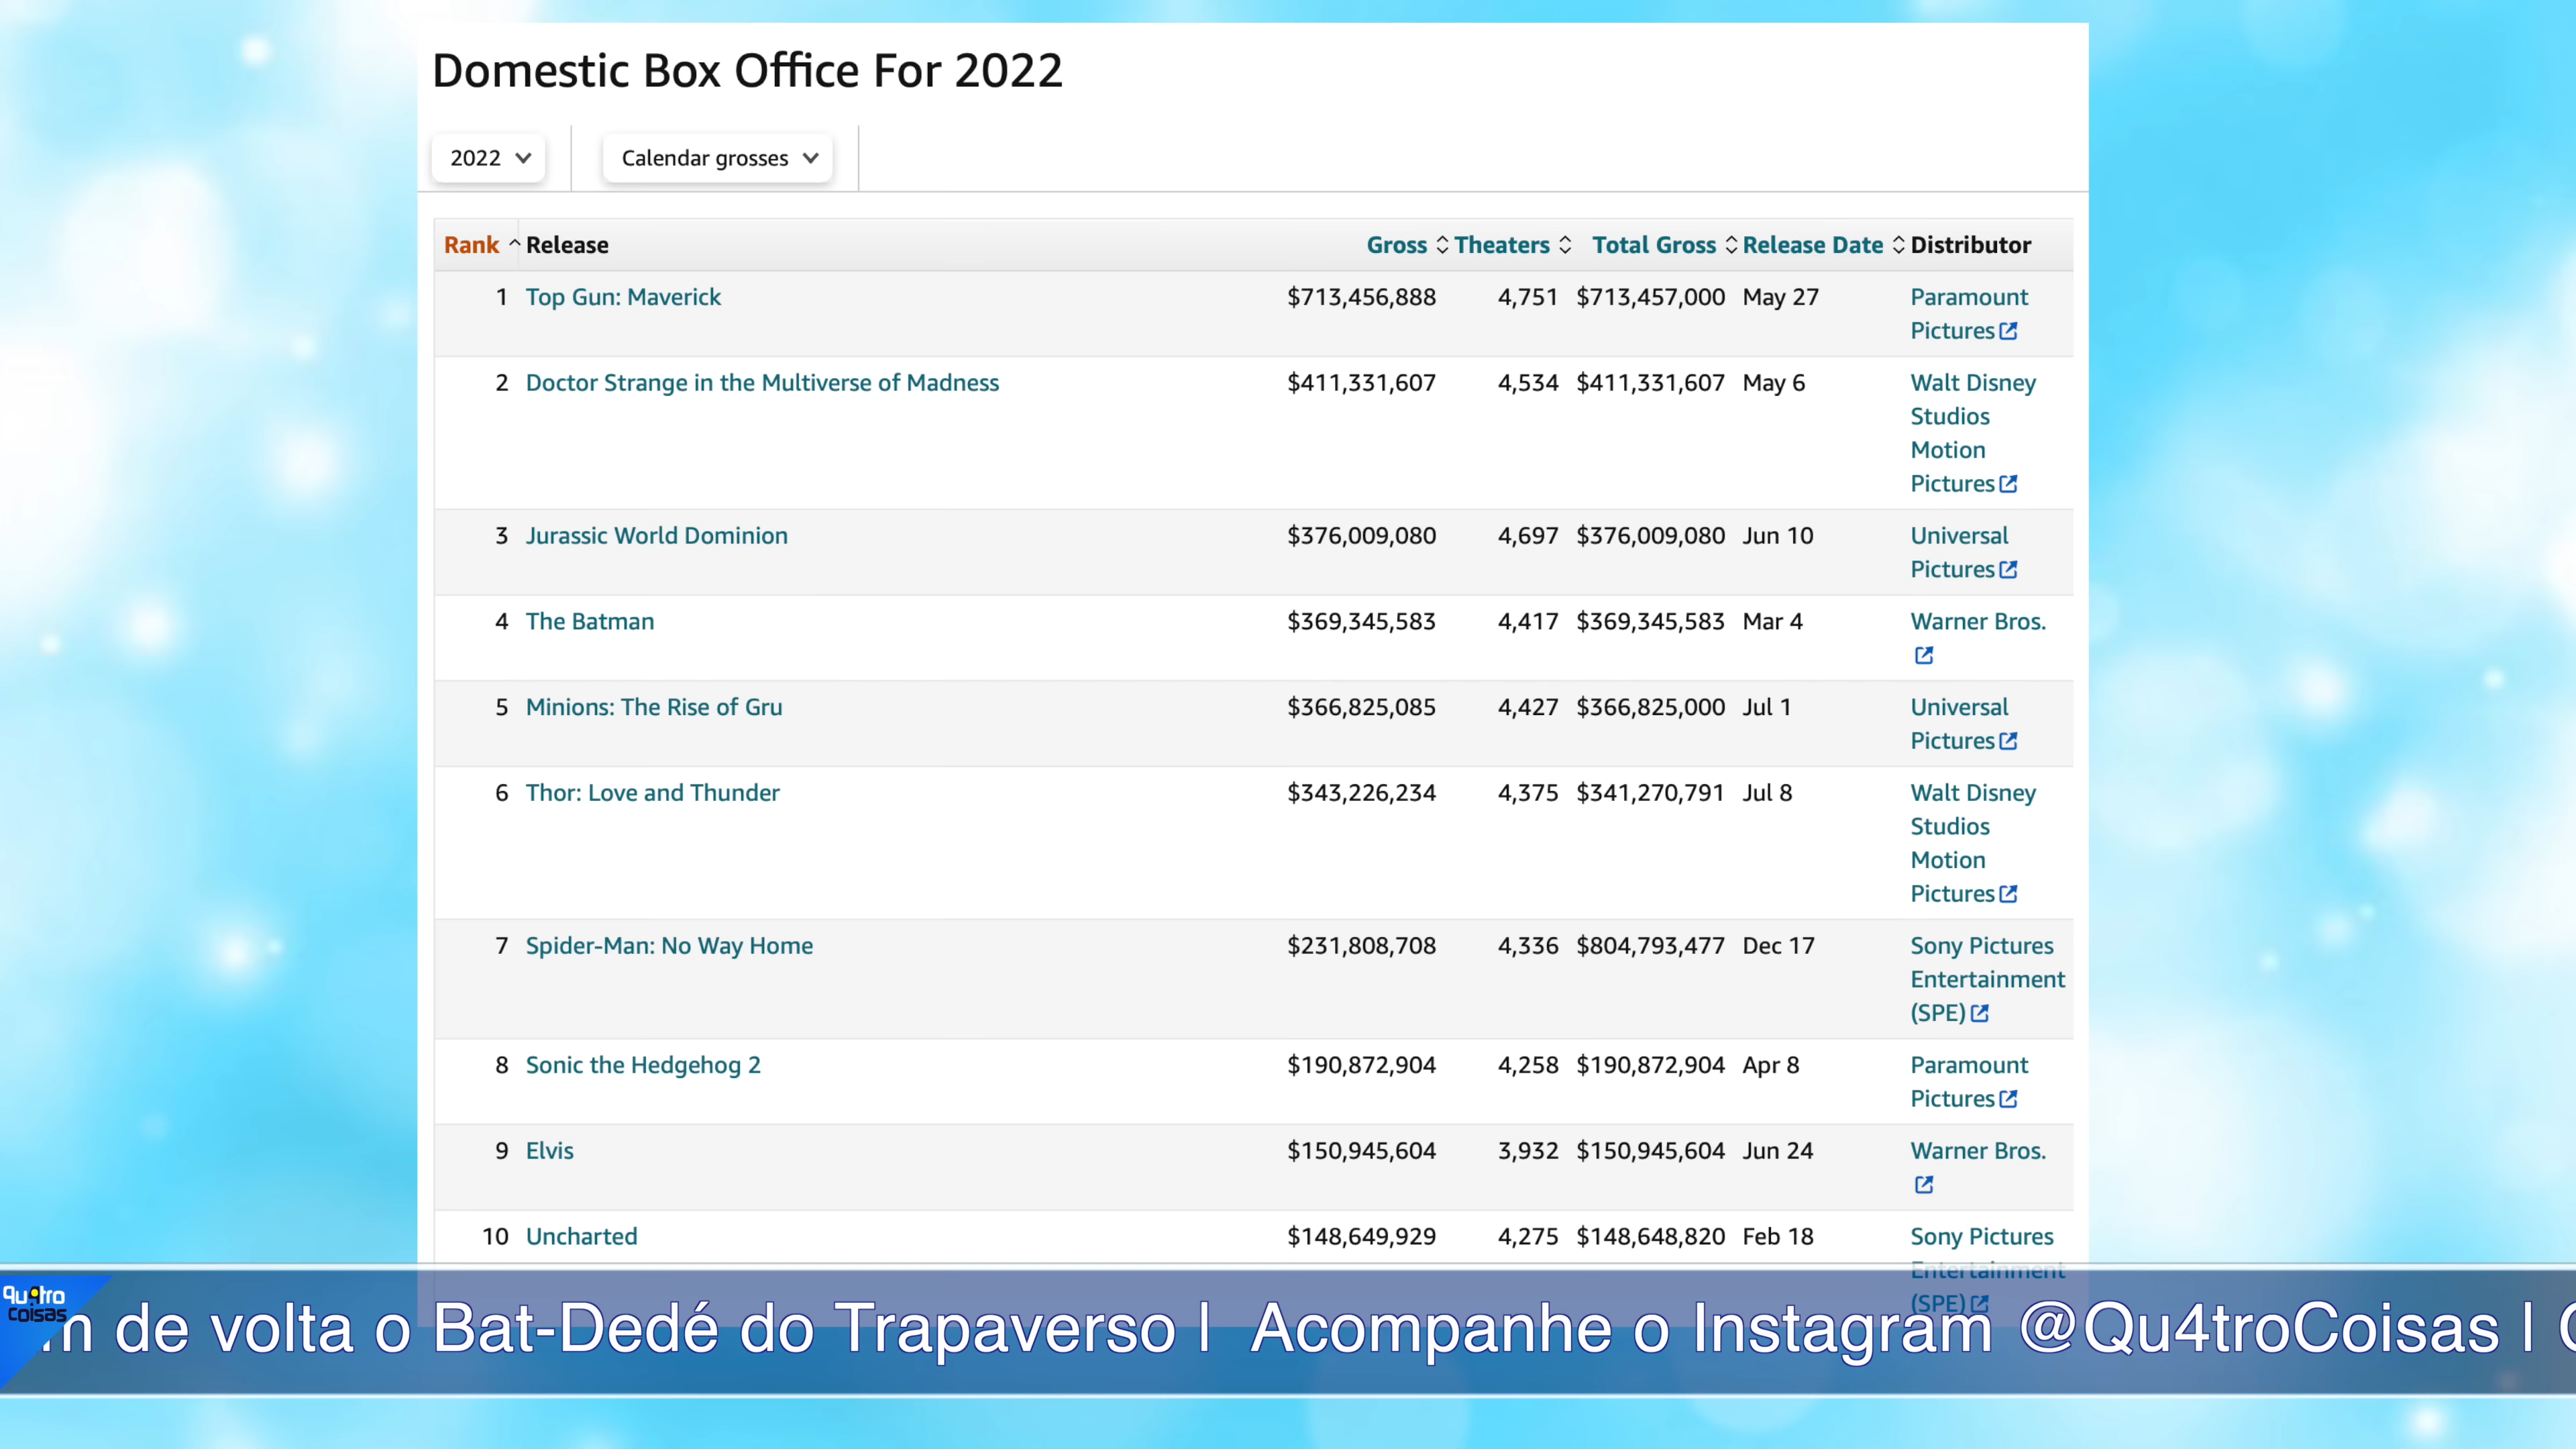 Domestic Box Office For 2022
2022
Calendar grosses
Rank Release Gross Theaters Total Gross Release Date Distributor
1 Top Gun: Maverick $713,456,888 4,751 $713,457,000 May 27 Paramount
Pictures
2 Doctor Strange in the Multiverse of Madness $411,331,607 4,534 $411,331,607 May 6 Walt Disney
Studios
Motion
Pictures
3 Jurassic World Dominion $376,009,080 4,697 $376,009,080 Jun 10 Universal
Pictures
4 The Batman $369,345,583 4,417 $369,345,583 Mar 4 Warner Bros.
5 Minions: The Rise of Gru $366,825,085 4,427 $366,825,000 Jul 1 Universal
Pictures
6 Thor: Love and Thunder $343,226,234 4,375 $341,270,791 Jul 8 Walt Disney
Studios
Motion
Pictures
7 Spider-Man: No Way Home $231,808,708 4,336 $804,793,477 Dec 17 Sony Pictures
Entertainment
(SPE)
8 Sonic the Hedgehog 2 $190,872,904 4,258 $190,872,904 Apr 8 Paramount
Pictures
9 Elvis $150,945,604 3,932 $150,945,604 Jun 24 Warner Bros.
10 Uncharted $148,649,929 4,275 $148,648,820 Feb 18 Sony Pictures
Entertainment
(SPE)
qu4tro
coisas
m de volta o Bat-Dedé do Trapaverso | Acompanhe o Instagram @Qu4troCoisas |